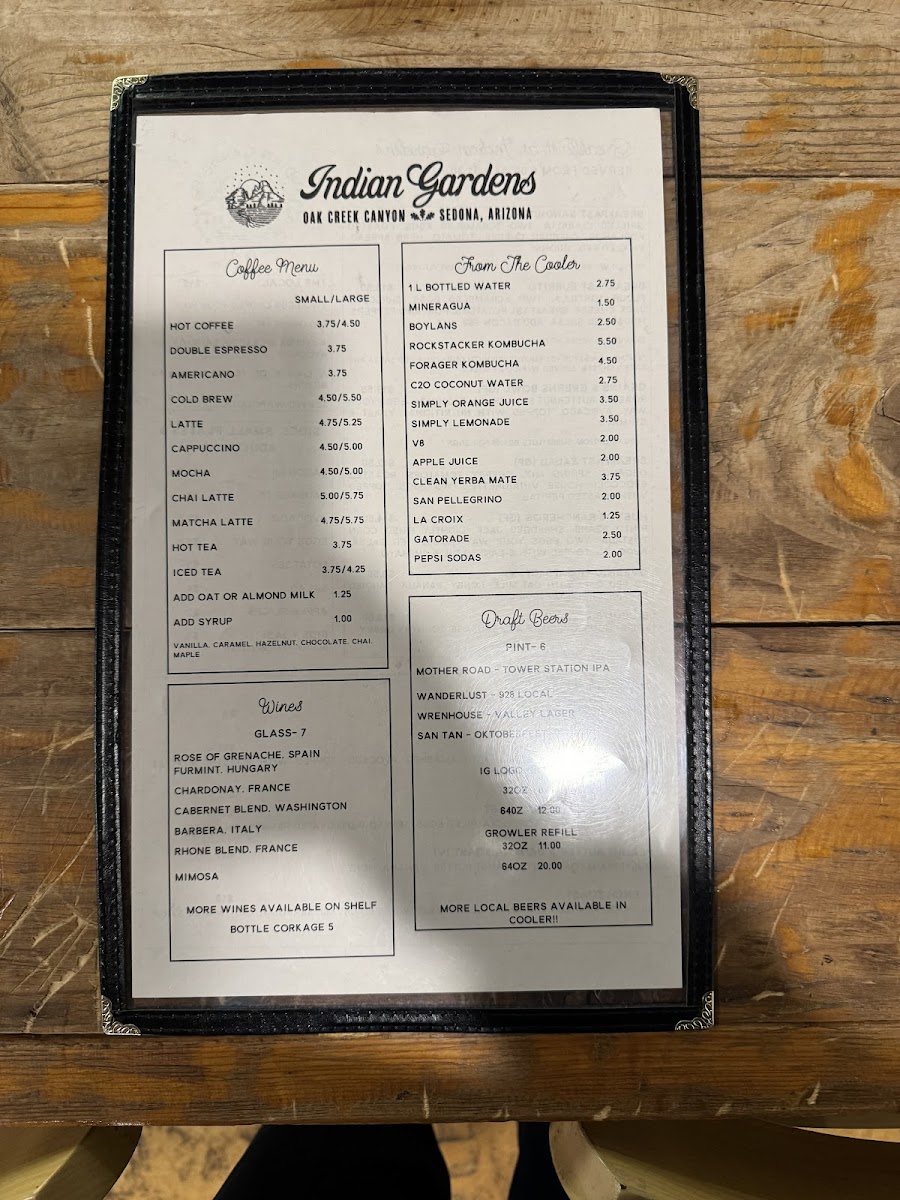 Indian Gardens
OAK CREEK CANYON SEDONA, ARIZONA
Coffee Menu
SMALL/LARGE
HOT COFFEE 3.75/4.50
DOUBLE ESPRESSO 3.75
AMERICANO 3.75
COLD BREW 4.50/5.50
LATTE 4.75/5.25
CAPPUCCINO 4.50/5.00
MOCHA 4.50/5.00
CHAI LATTE 5.00/5.75
MATCHA LATTE 4.75/5.75
HOT TEA 3.75
ICED TEA 3.75/4.25
ADD OAT OR ALMOND MILK 1.25
ADD SYRUP 1.00
VANILLA, CARAMEL, HAZELNUT, CHOCOLATE, CHAI,
MAPLE
Wines
GLASS- 7
ROSE OF GRENACHE, SPAIN
FURMINT, HUNGARY
CHARDONAY, FRANCE
CABERNET BLEND, WASHINGTON
BARBERA, ITALY
RHONE BLEND, FRANCE
MIMOSA
MORE WINES AVAILABLE ON SHELF
BOTTLE CORKAGE 5
From The Cooler
1 L BOTTLED WATER 2.75
MINERAGUA 1.50
BOYLANS 2.50
ROCKSTACKER KOMBUCHA 5.50
FORAGER KOMBUCHA 4.50
C2O COCONUT WATER 2.75
SIMPLY ORANGE JUICE 3.50
SIMPLY LEMONADE 3.50
V8 2.00
APPLE JUICE 2.00
CLEAN YERBA MATE 3.75
SAN PELLEGRINO 2.00
LA CROIX 1.25
GATORADE 2.50
PEPSI SODAS 2.00
Draft Beers
PINT- 6
MOTHER ROAD - TOWER STATION IPA
WANDERLUST - 928 LOCAL
WRENHOUSE - VALLEY LAGER
SAN TAN - OKTOBERFEST
IG LOGO
32OZ
64OZ 12.00
GROWLER REFILL
32OZ 11.00
64OZ 20.00
MORE LOCAL BEERS AVAILABLE IN
COOLER!!